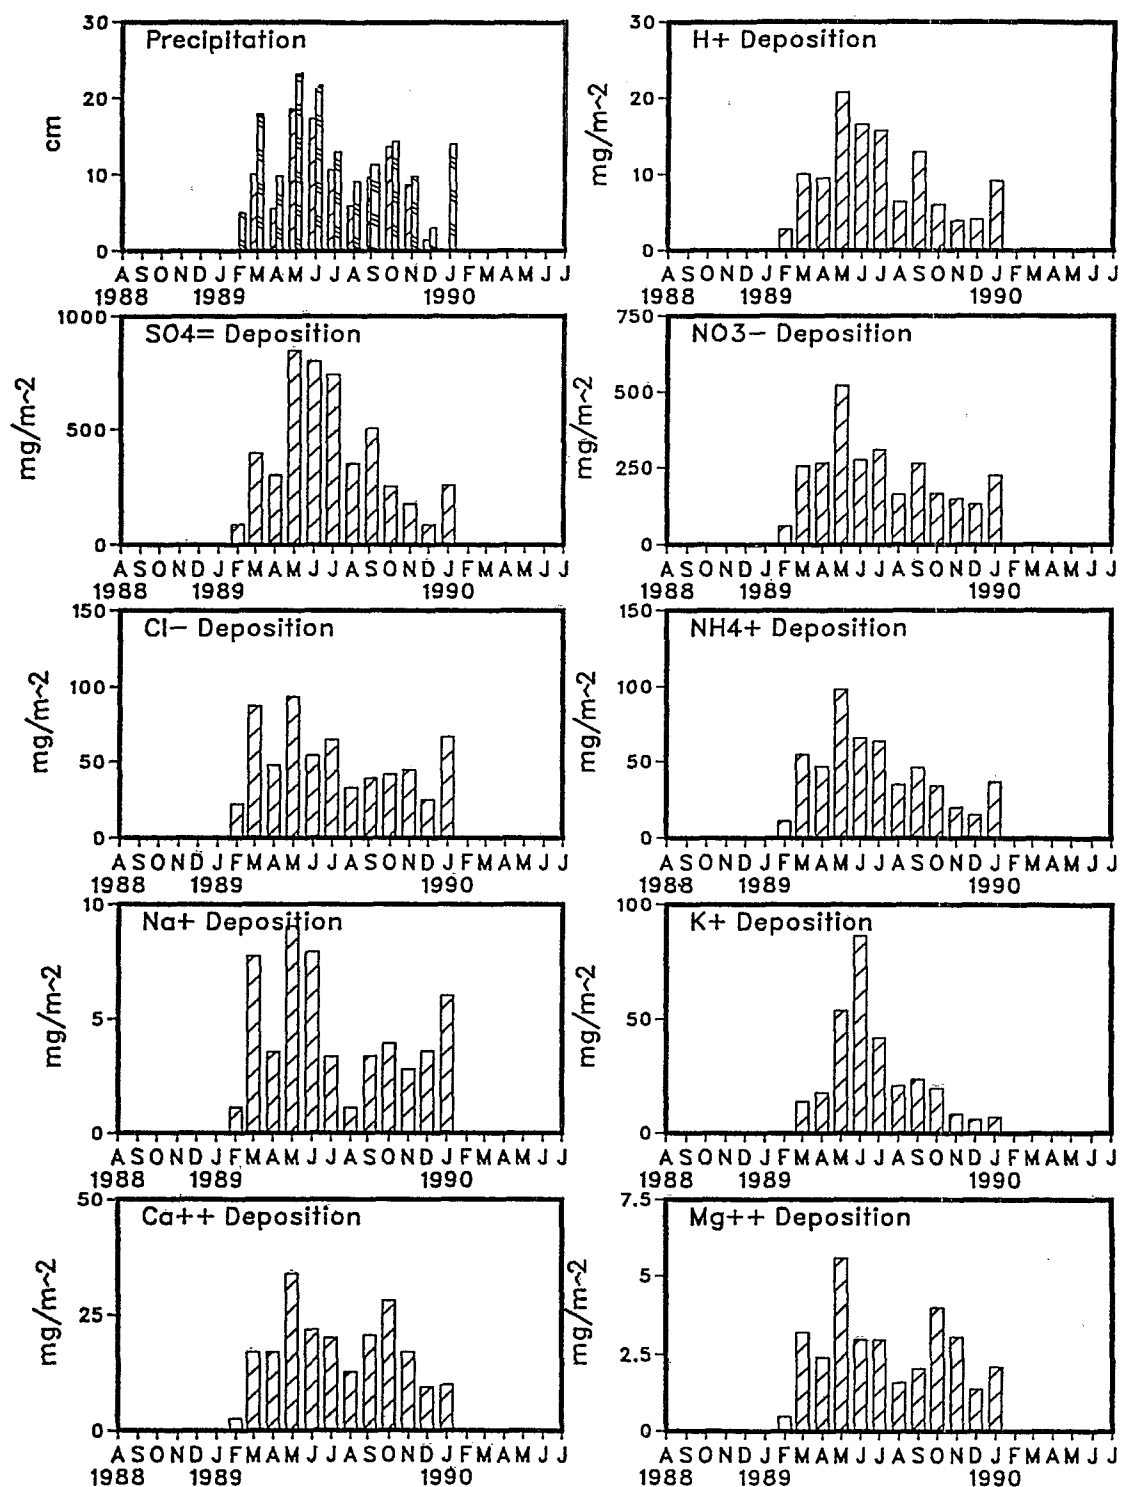 Precipitation
cm
30
20
10
0
A S O N D J F M A M J J A S O N D J F M A M J J
1988 1989 1990
H+ Deposition
mg/m~2
30
20
10
0
A S O N D J F M A M J J A S O N D J F M A M J J
1988 1989 1990
SO4= Deposition
mg/m~2
1000
500
0
A S O N D J F M A M J J A S O N D J F M A M J J
1988 1989 1990
NO3- Deposition
mg/m~2
750
500
250
0
A S O N D J F M A M J J A S O N D J F M A M J J
1988 1989 1990
Cl- Deposition
mg/m~2
150
100
50
0
A S O N D J F M A M J J A S O N D J F M A M J J
1988 1989 1990
NH4+ Deposition
mg/m~2
150
100
50
0
A S O N D J F M A M J J A S O N D J F M A M J J
1988 1989 1990
Na+ Deposition
mg/m~2
10
5
0
A S O N D J F M A M J J A S O N D J F M A M J J
1988 1989 1990
K+ Deposition
mg/m~2
100
50
0
A S O N D J F M A M J J A S O N D J F M A M J J
1988 1989 1990
Ca++ Deposition
mg/m~2
50
25
0
A S O N D J F M A M J J A S O N D J F M A M J J
1988 1989 1990
Mg++ Deposition
mg/m~2
7.5
5
2.5
0
A S O N D J F M A M J J A S O N D J F M A M J J
1988 1989 1990